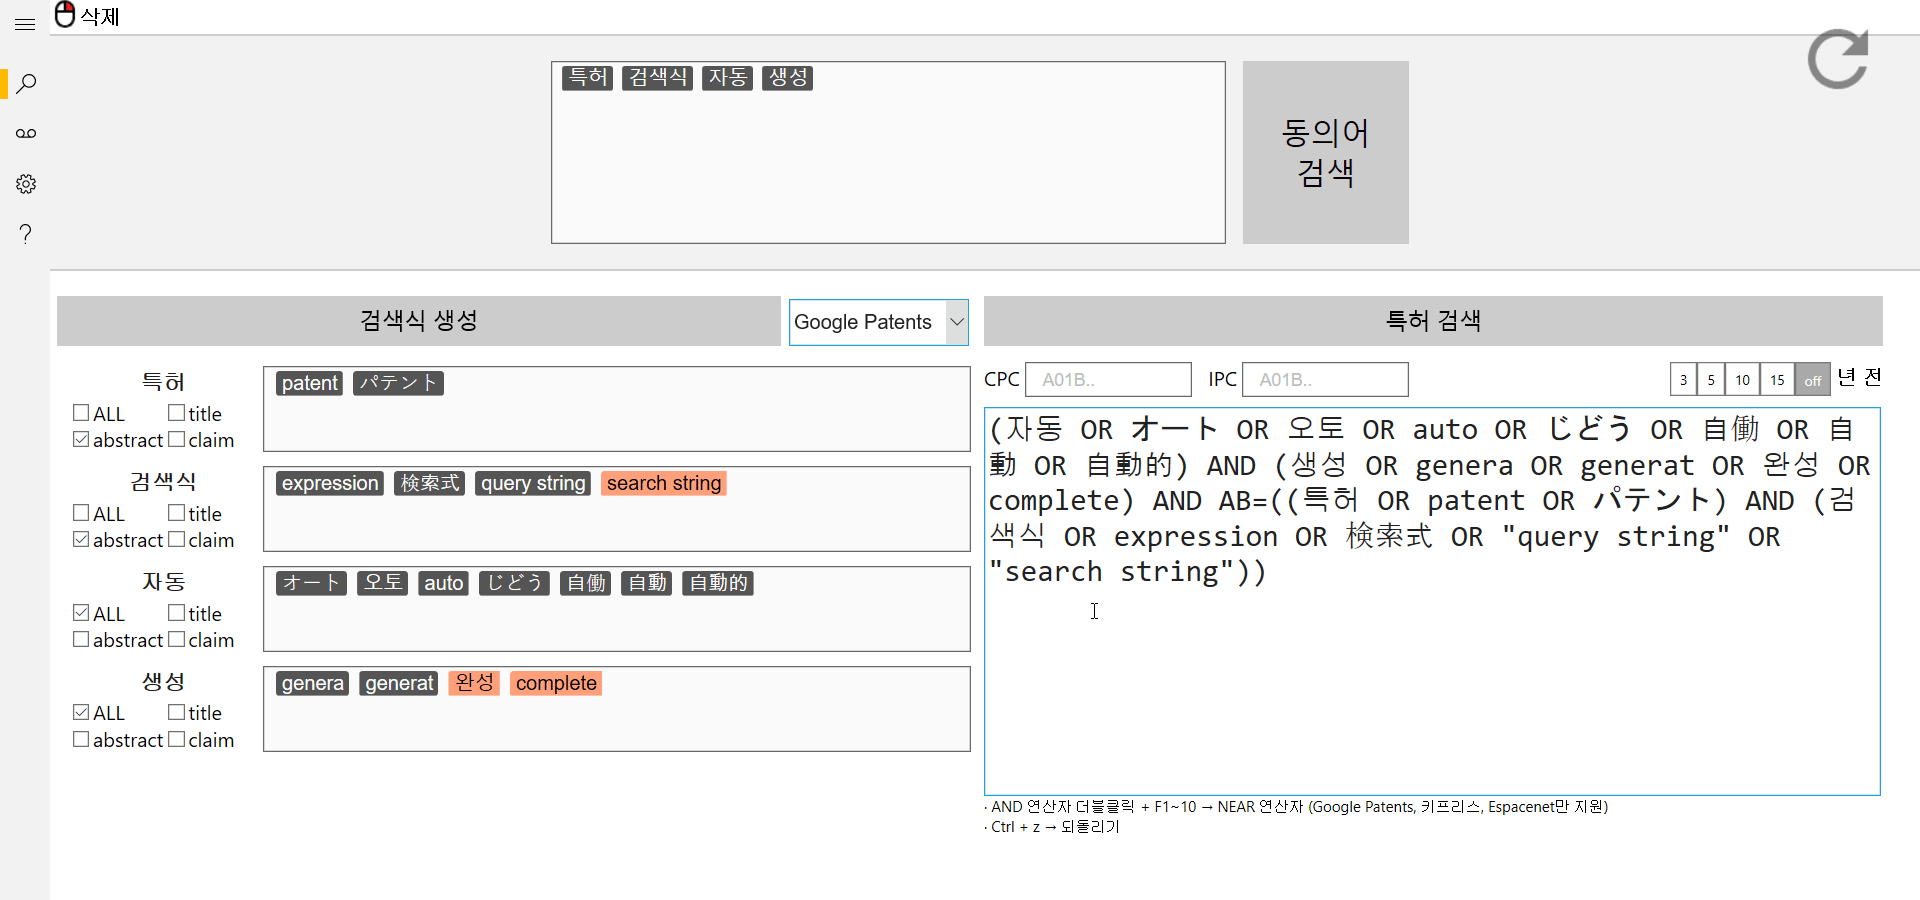 삭제
특허 검색식 자동 생성
동의어
검색
검색식 생성
Google Patents
특허 검색
특허
ALL title
abstract claim
patent パテント
검색식
ALL title
abstract claim
expression 検索式 query string search string
자동
ALL title
abstract claim
オート 오토 auto じどう 自働 自動 自動的
생성
ALL title
abstract claim
genera generat 완성 complete
CPC A01B.. IPC A01B.. 3 5 10 15 off 년 전
(자동 OR オート OR 오토 OR auto OR じどう OR 自働 OR 自
動 OR 自動的) AND (생성 OR genera OR generat OR 완성 OR
complete) AND AB=((특허 OR patent OR パテント) AND (검
색식 OR expression OR 検索式 OR "query string" OR
"search string"))
· AND 연산자 더블클릭 + F1~10 → NEAR 연산자 (Google Patents, 키프리스, Espacenet만 지원)
· Ctrl + z → 되돌리기